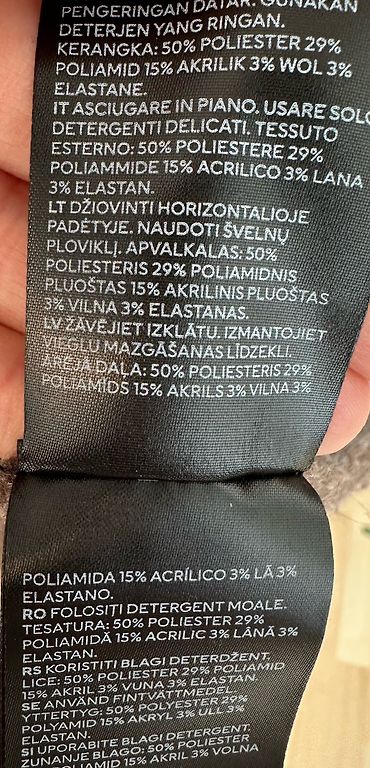 PENGERINGAN DATAR. GUNAKAN
DETERJEN YANG RINGAN.
KERANGKA: 50% POLIESTER 29%
POLIAMID 15% AKRILIK 3% WOL 3%
ELASTANE.
IT ASCIUGARE IN PIANO. USARE SOLO
DETERGENTI DELICATI. TESSUTO
ESTERNO: 50% POLIESTERE 29%
POLIAMMIDE 15% ACRILICO 3% LANA
3% ELASTAN.
LT DŽIOVINTI HORIZONTALIOJE
PADĖTYJE. NAUDOTI ŠVELNŲ
PLOVIKLĮ. APVALKALAS: 50%
POLIESTERIS 29% POLIAMIDNIS
PLUOŠTAS 15% AKRILINIS PLUOŠTAS
3% VILNA 3% ELASTANAS.
LV ŽĀVĒJIET IZKLĀTU. IZMANTOJIET
VIEGLU MAZGĀŠANAS LĪDZEKLI.
ĀRĒJĀ DAĻA: 50% POLIESTERIS 29%
POLIAMĪDS 15% AKRILS 3% VILNA 3%
POLIAMIDA 15% ACRÍLICO 3% LÃ 3%
ELASTANO.
RO FOLOSIȚI DETERGENT MOALE.
ȚESATURA: 50% POLIESTER 29%
POLIAMIDĂ 15% ACRILIC 3% LÂNĂ 3%
ELASTAN.
RS KORISTITI BLAGI DETERDŽENT.
LICE: 50% POLIESTER 29% POLIAMID
15% AKRIL 3% VUNA 3% ELASTAN.
SE ANVÄND FINTVÄTTMEDEL.
YTTERTYG: 50% POLYESTER 29%
POLYAMID 15% AKRYL 3% ULL 3%
ELASTAN.
SI UPORABITE BLAGI DETERGENT.
ZUNANJE BLAGO: 50% POLIESTER
15% AKRIL 3% VOLNA